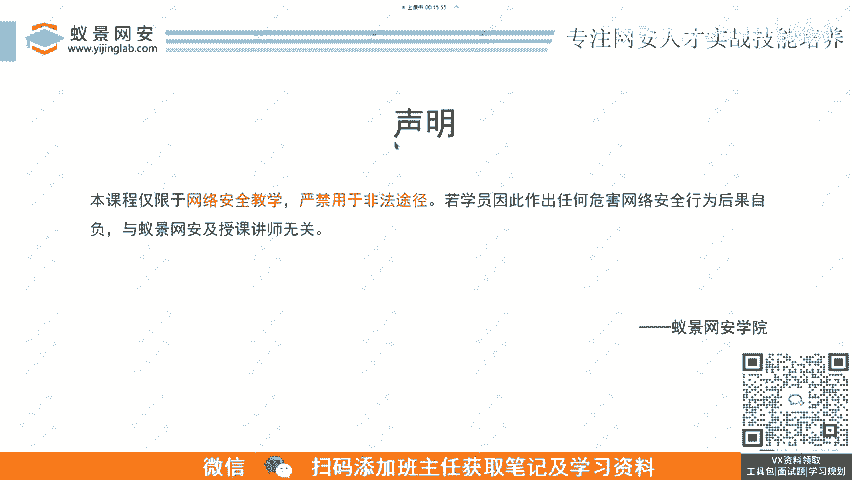 上课中 00:15:55
蚁景网安
www.yijinglab.com
专注网安人才实战技能培养
声明
本课程仅限于网络安全教学，严禁用于非法途径。若学员因此作出任何危害网络安全行为后果自
负，与蚁景网安及授课讲师无关。
——蚁景网安学院
微信 扫码添加班主任获取笔记及学习资料
VX资料领取
工具包|面试题|学习规划